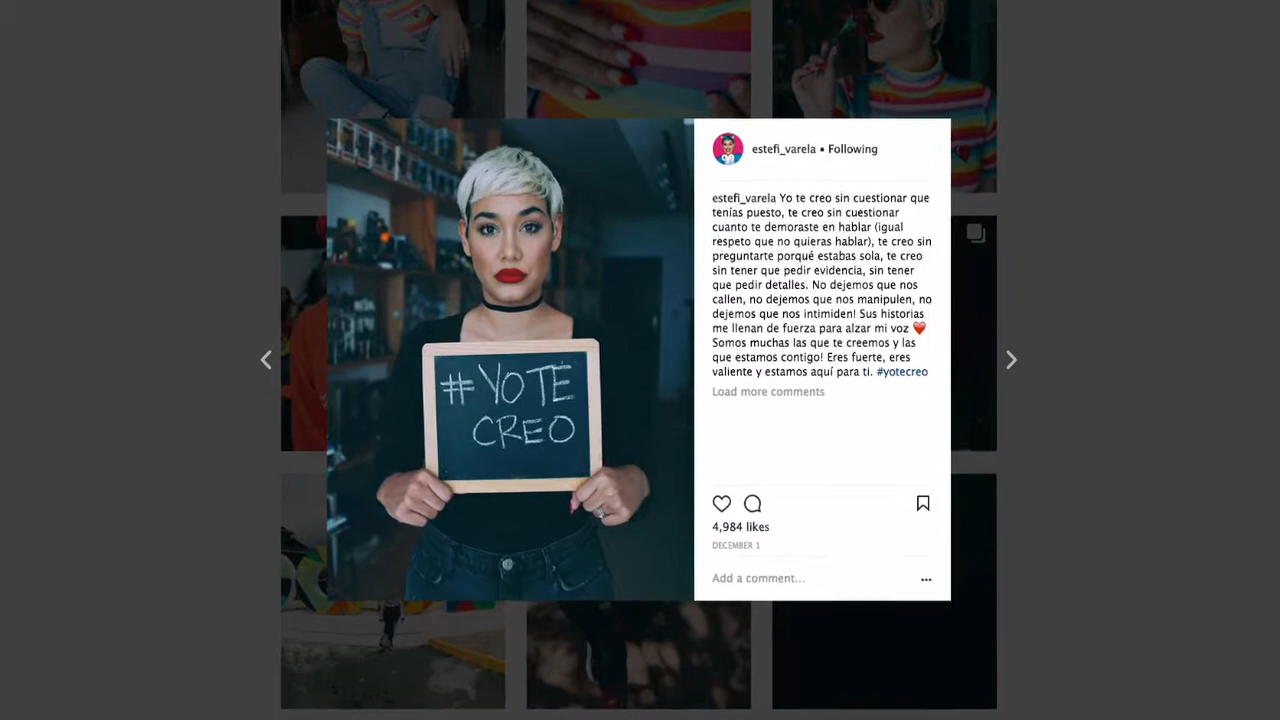 #YO TE
CREO
estefi_varela • Following
estefi_varela Yo te creo sin cuestionar que
tenías puesto, te creo sin cuestionar
cuanto te demoraste en hablar (igual
respeto que no quieras hablar), te creo sin
preguntarte porqué estabas sola, te creo
sin tener que pedir evidencia, sin tener
que pedir detalles. No dejemos que nos
callen, no dejemos que nos manipulen, no
dejemos que nos intimiden! Sus historias
me llenan de fuerza para alzar mi voz ❤️
Somos muchas las que te creemos y las
que estamos contigo! Eres fuerte, eres
valiente y estamos aquí para ti. #yotecreo
Load more comments
4,984 likes
DECEMBER 1
Add a comment...